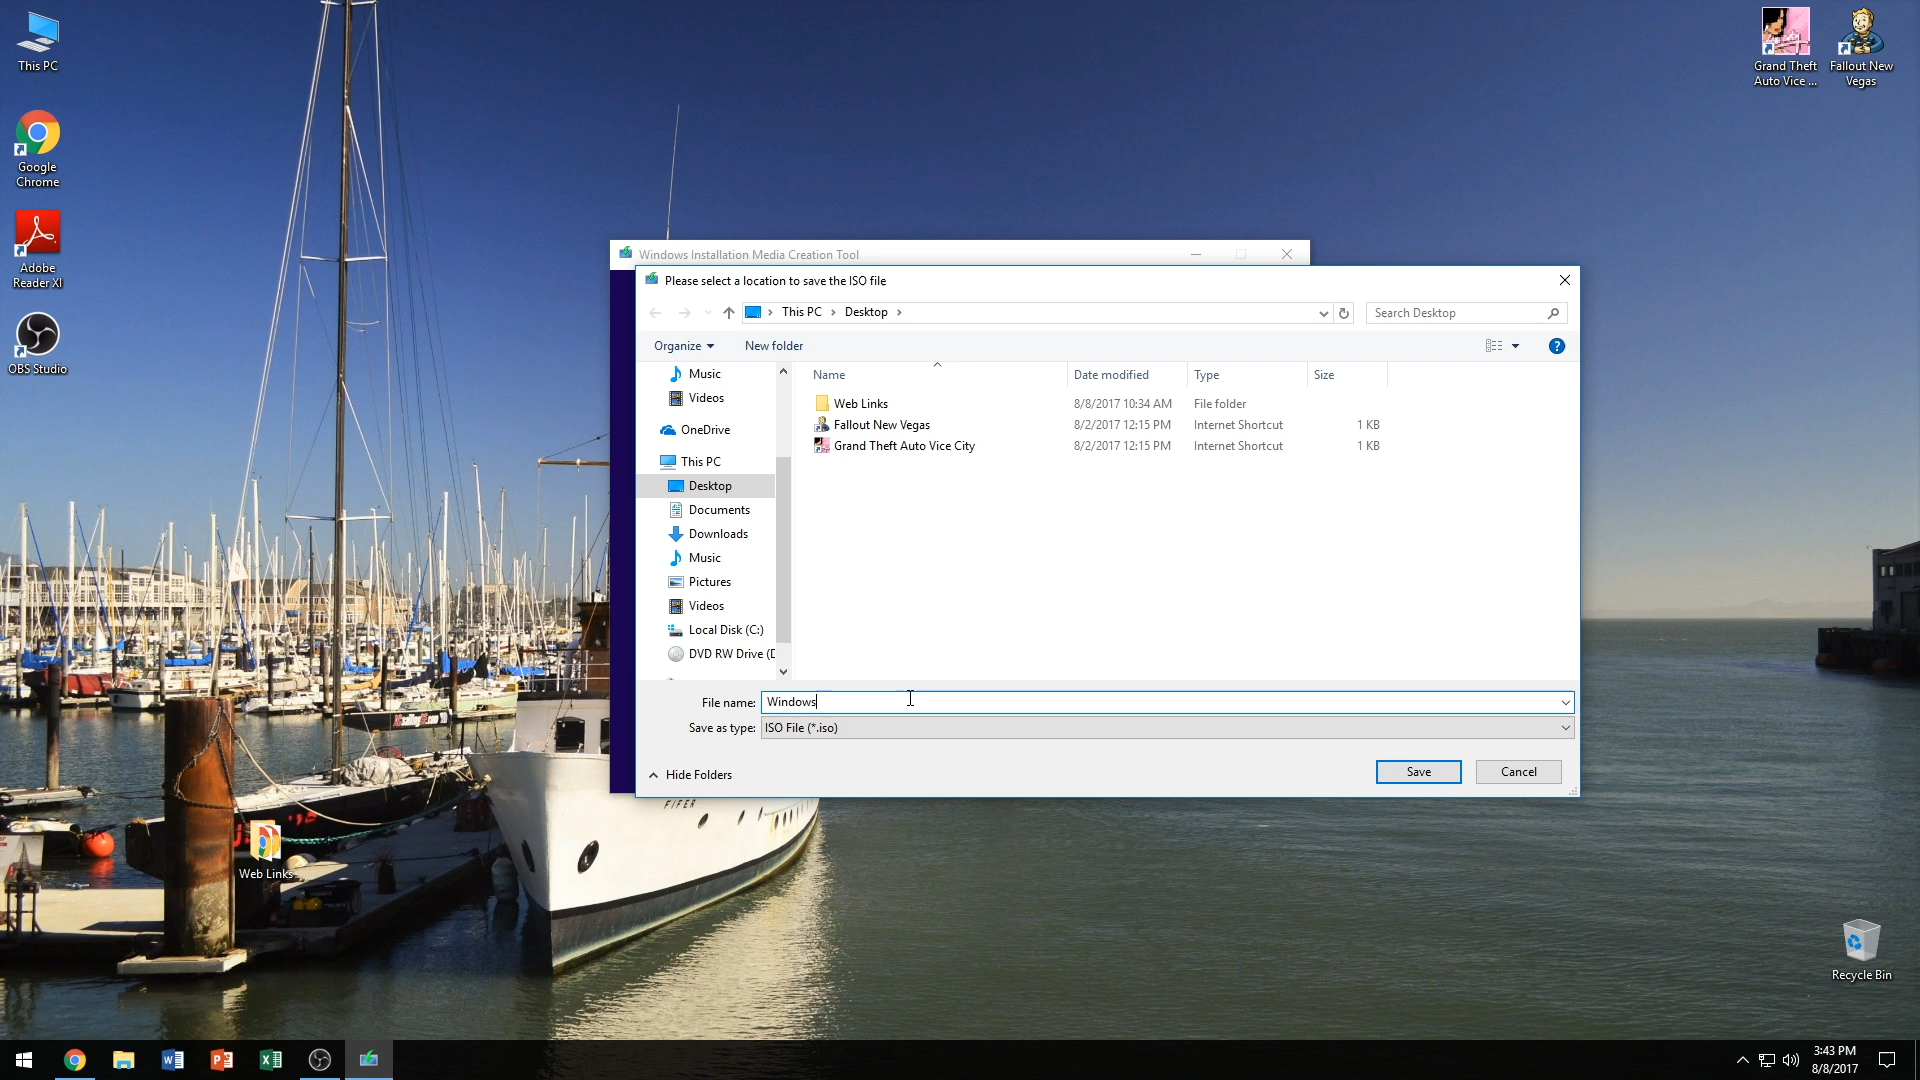 This PC
Google
Chrome
Adobe
Reader XI
OBS Studio
Grand Theft
Auto Vice ...
Fallout New
Vegas
Windows Installation Media Creation Tool
Please select a location to save the ISO file
This PC
Desktop
Search Desktop
Organize
New folder
Music
Videos
OneDrive
This PC
Desktop
Documents
Downloads
Music
Pictures
Videos
Local Disk (C:)
DVD RW Drive (D
Name
Date modified
Type
Size
Web Links
8/8/2017 10:34 AM
File folder
Fallout New Vegas
8/2/2017 12:15 PM
Internet Shortcut
1 KB
Grand Theft Auto Vice City
8/2/2017 12:15 PM
Internet Shortcut
1 KB
File name:
Windows
Save as type:
ISO File (*.iso)
Hide Folders
Save
Cancel
FIFER
Web Links
Recycle Bin
3:43 PM
8/8/2017